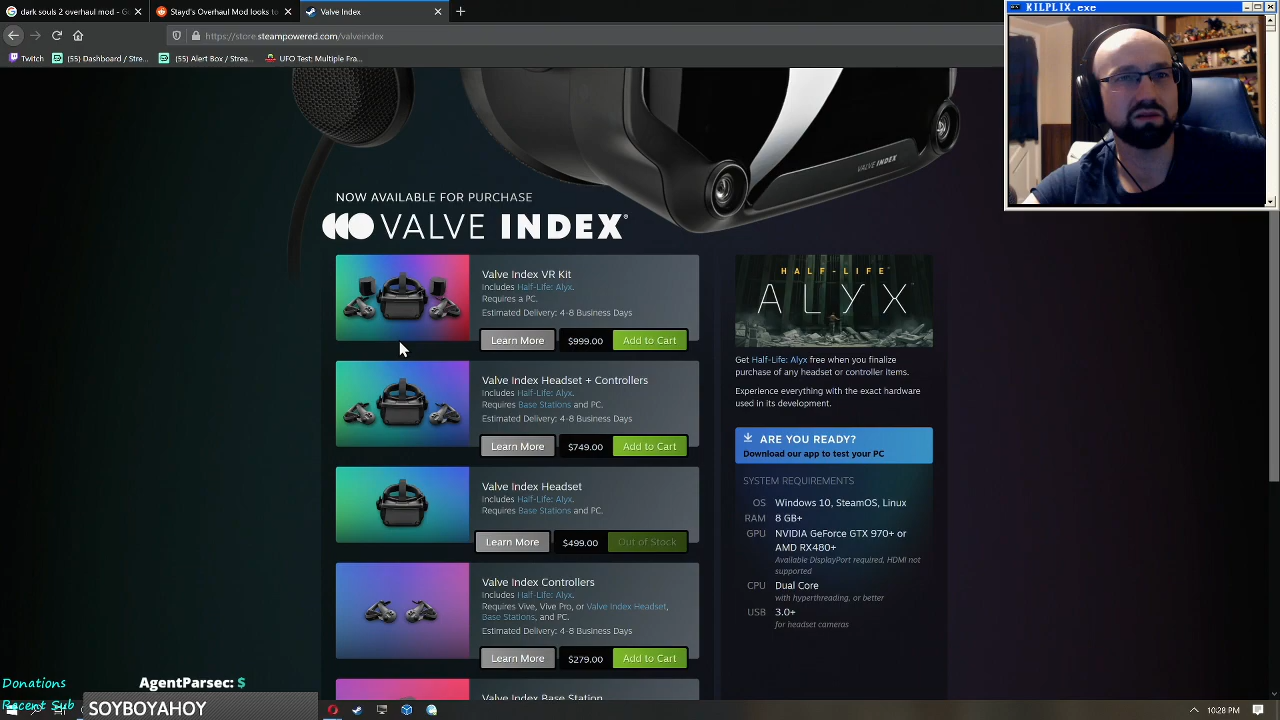 dark souls 2 overhaul mod - Go
Stayd's Overhaul Mod looks to
Valve Index
KILPLIX.exe
https://store.steampowered.com/valveindex
Twitch
(55) Dashboard / Stre...
(55) Alert Box / Strea...
UFO Test: Multiple Fra...
VALVE INDEX
NOW AVAILABLE FOR PURCHASE
VALVE INDEX®
Valve Index VR Kit
Includes Half-Life: Alyx.
Requires a PC.
Estimated Delivery: 4-8 Business Days
Learn More
$999.00
Add to Cart
Valve Index Headset + Controllers
Includes Half-Life: Alyx.
Requires Base Stations and PC.
Estimated Delivery: 4-8 Business Days
Learn More
$749.00
Add to Cart
Valve Index Headset
Includes Half-Life: Alyx.
Requires Base Stations and PC.
Learn More
$499.00
Out of Stock
Valve Index Controllers
Includes Half-Life: Alyx.
Requires Vive, Vive Pro, or Valve Index Headset,
Base Stations, and PC.
Estimated Delivery: 4-8 Business Days
Learn More
$279.00
Add to Cart
Valve Index Base Station
HALF-LIFE
ALYX
Get Half-Life: Alyx free when you finalize
purchase of any headset or controller items.
Experience everything with the exact hardware
used in its development.
ARE YOU READY?
Download our app to test your PC
SYSTEM REQUIREMENTS
OS Windows 10, SteamOS, Linux
RAM 8 GB+
GPU NVIDIA GeForce GTX 970+ or
AMD RX480+
Available DisplayPort required, HDMI not
supported
CPU Dual Core
with hyperthreading, or better
USB 3.0+
for headset cameras
Donations
AgentParsec: $
Recent Sub
SOYBOYAHOY
10:28 PM